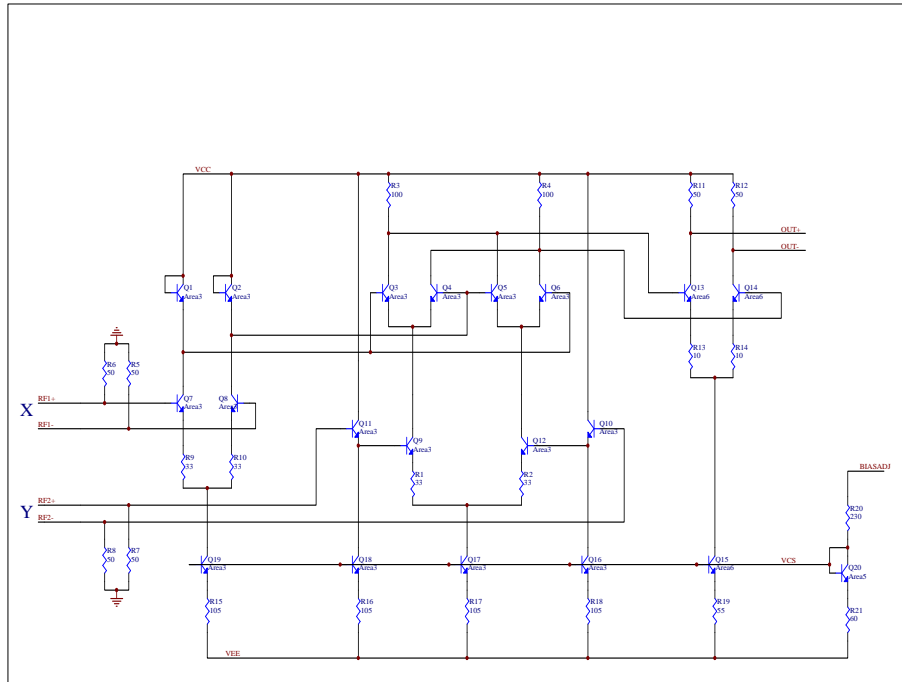 VCC
R3
100
R4
100
R11
50
R12
50
OUT+
OUT-
Q1
Area3
Q2
Area3
Q3
Area3
Q4
Area3
Q5
Area3
Q6
Area3
Q13
Area6
Q14
Area6
R13
10
R14
10
R6
50
R5
50
X
RF1+
RF1-
Q7
Area3
Q8
Area3
Q11
Area3
Q9
Area3
Q12
Area3
Q10
Area3
R9
33
R10
33
R1
33
R2
33
BIASADJ
Y
RF2+
RF2-
R20
230
R8
50
R7
50
Q19
Area3
Q18
Area3
Q17
Area3
Q16
Area3
Q15
Area6
VCS
Q20
Area5
R15
105
R16
105
R17
105
R18
105
R19
55
R21
60
VEE